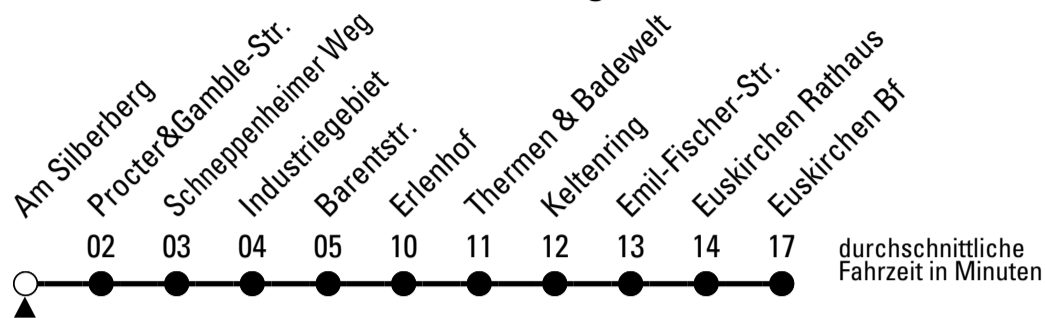 Am Silberberg
Procter&Gamble-Str.
Schneppenheimer Weg
Industriegebiet
Barentstr.
Erlenhof
Thermen & Badewelt
Keltenring
Emil-Fischer-Str.
Euskirchen Rathaus
Euskirchen Bf
02 03 04 05 10 11 12 13 14 17
durchschnittliche
Fahrzeit in Minuten